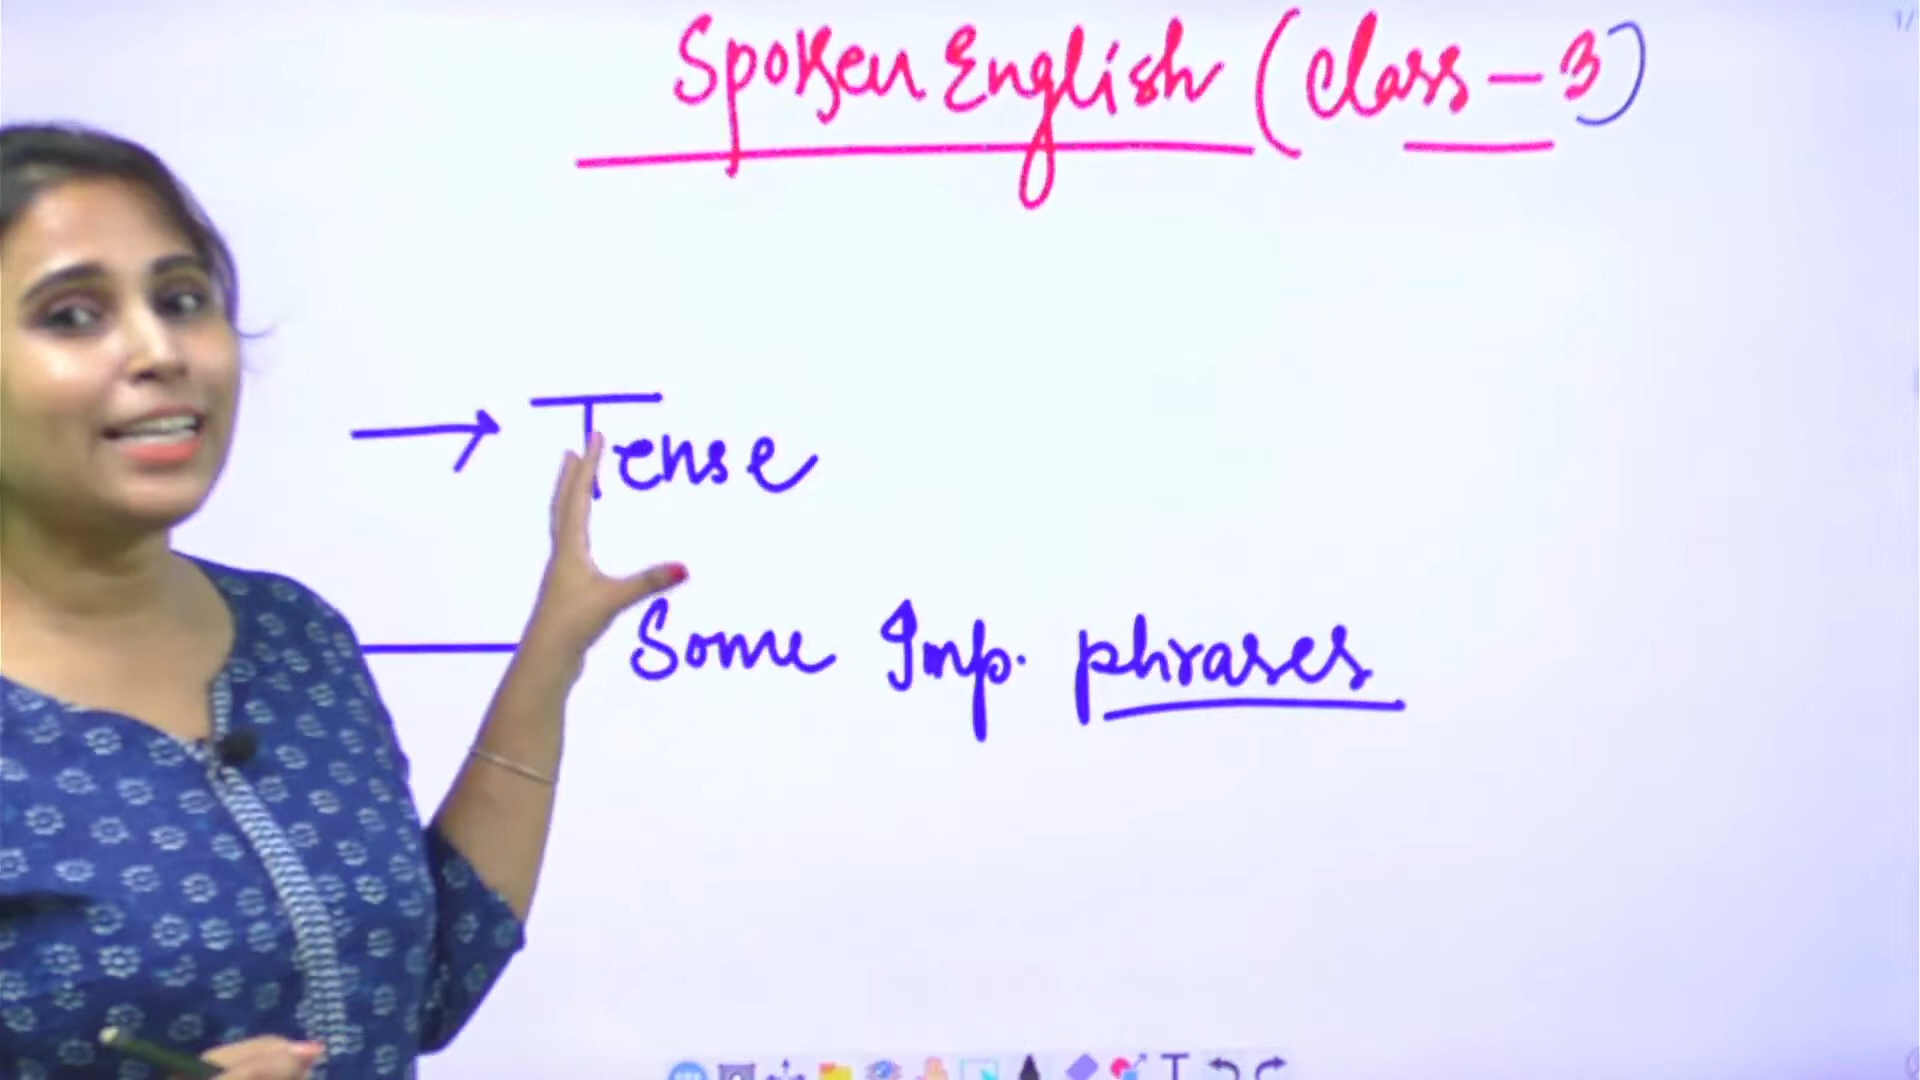 Spoken English (Class - 3)
→ Tense
Some Imp. phrases